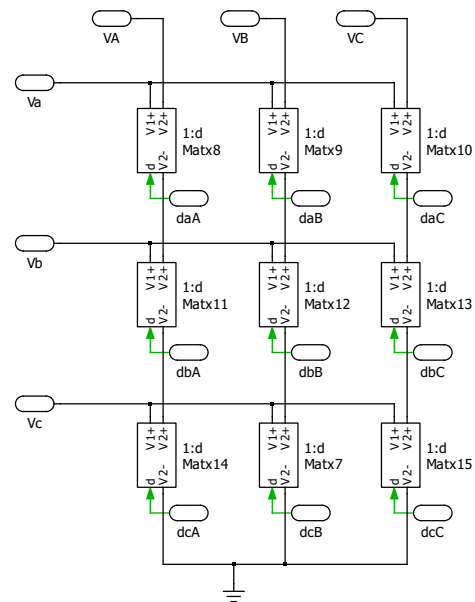 VA VB VC
Va
V1+ V2+ d V2- 1:d Matx8
V1+ V2+ d V2- 1:d Matx9
V1+ V2+ d V2- 1:d Matx10
daA daB daC
Vb
V1+ V2+ d V2- 1:d Matx11
V1+ V2+ d V2- 1:d Matx12
V1+ V2+ d V2- 1:d Matx13
dbA dbB dbC
Vc
V1+ V2+ d V2- 1:d Matx14
V1+ V2+ d V2- 1:d Matx7
V1+ V2+ d V2- 1:d Matx15
dcA dcB dcC